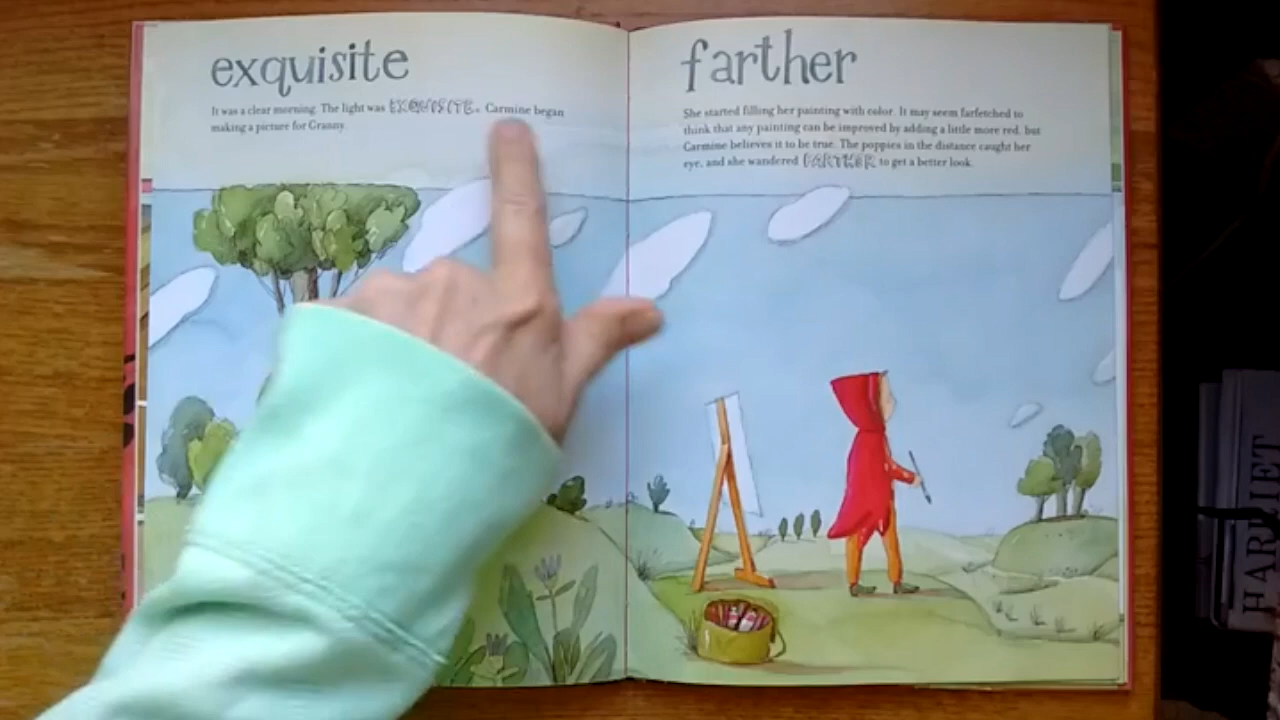 exquisite
It was a clear morning. The light was EXQUISITE. Carmine began
making a picture for Granny.
farther
She started filling her painting with color. It may seem farfetched to
think that any painting can be improved by adding a little more red, but
Carmine believes it to be true. The poppies in the distance caught her
eye, and she wandered FARTHER to get a better look.
HARRIET